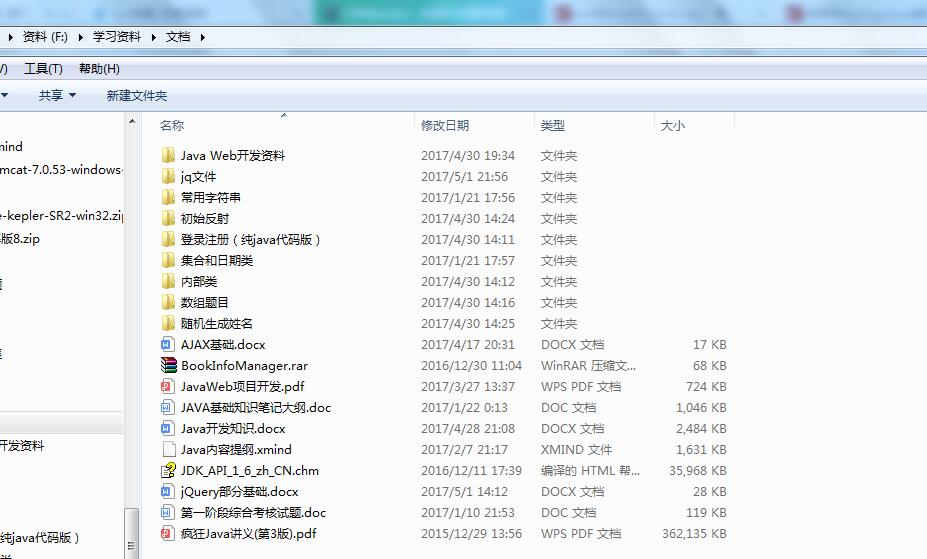 资料 (F:) 学习资料 文档
工具(T) 帮助(H)
共享 新建文件夹
名称 修改日期 类型 大小
mind
mcat-7.0.53-windows-
e-kepler-SR2-win32.zip
版8.zip
开发资料
纯java代码版）
Java Web开发资料 2017/4/30 19:34 文件夹
jq文件 2017/5/1 21:56 文件夹
常用字符串 2017/1/21 17:56 文件夹
初始反射 2017/4/30 14:24 文件夹
登录注册（纯java代码版） 2017/4/30 14:11 文件夹
集合和日期类 2017/1/21 17:57 文件夹
内部类 2017/4/30 14:12 文件夹
数组题目 2017/4/30 14:16 文件夹
随机生成姓名 2017/4/30 14:25 文件夹
AJAX基础.docx 2017/4/17 20:31 DOCX 文档 17 KB
BookInfoManager.rar 2016/12/30 11:04 WinRAR 压缩文... 68 KB
JavaWeb项目开发.pdf 2017/3/27 13:37 WPS PDF 文档 724 KB
JAVA基础知识笔记大纲.doc 2017/1/22 0:13 DOC 文档 1,046 KB
Java开发知识.docx 2017/4/28 21:08 DOCX 文档 2,484 KB
Java内容提纲.xmind 2017/2/7 21:17 XMIND 文件 1,631 KB
JDK_API_1_6_zh_CN.chm 2016/12/11 17:39 编译的 HTML 帮... 35,968 KB
jQuery部分基础.docx 2017/5/1 14:12 DOCX 文档 28 KB
第一阶段综合考核试题.doc 2017/1/10 21:53 DOC 文档 119 KB
疯狂Java讲义(第3版).pdf 2015/12/29 13:56 WPS PDF 文档 362,135 KB